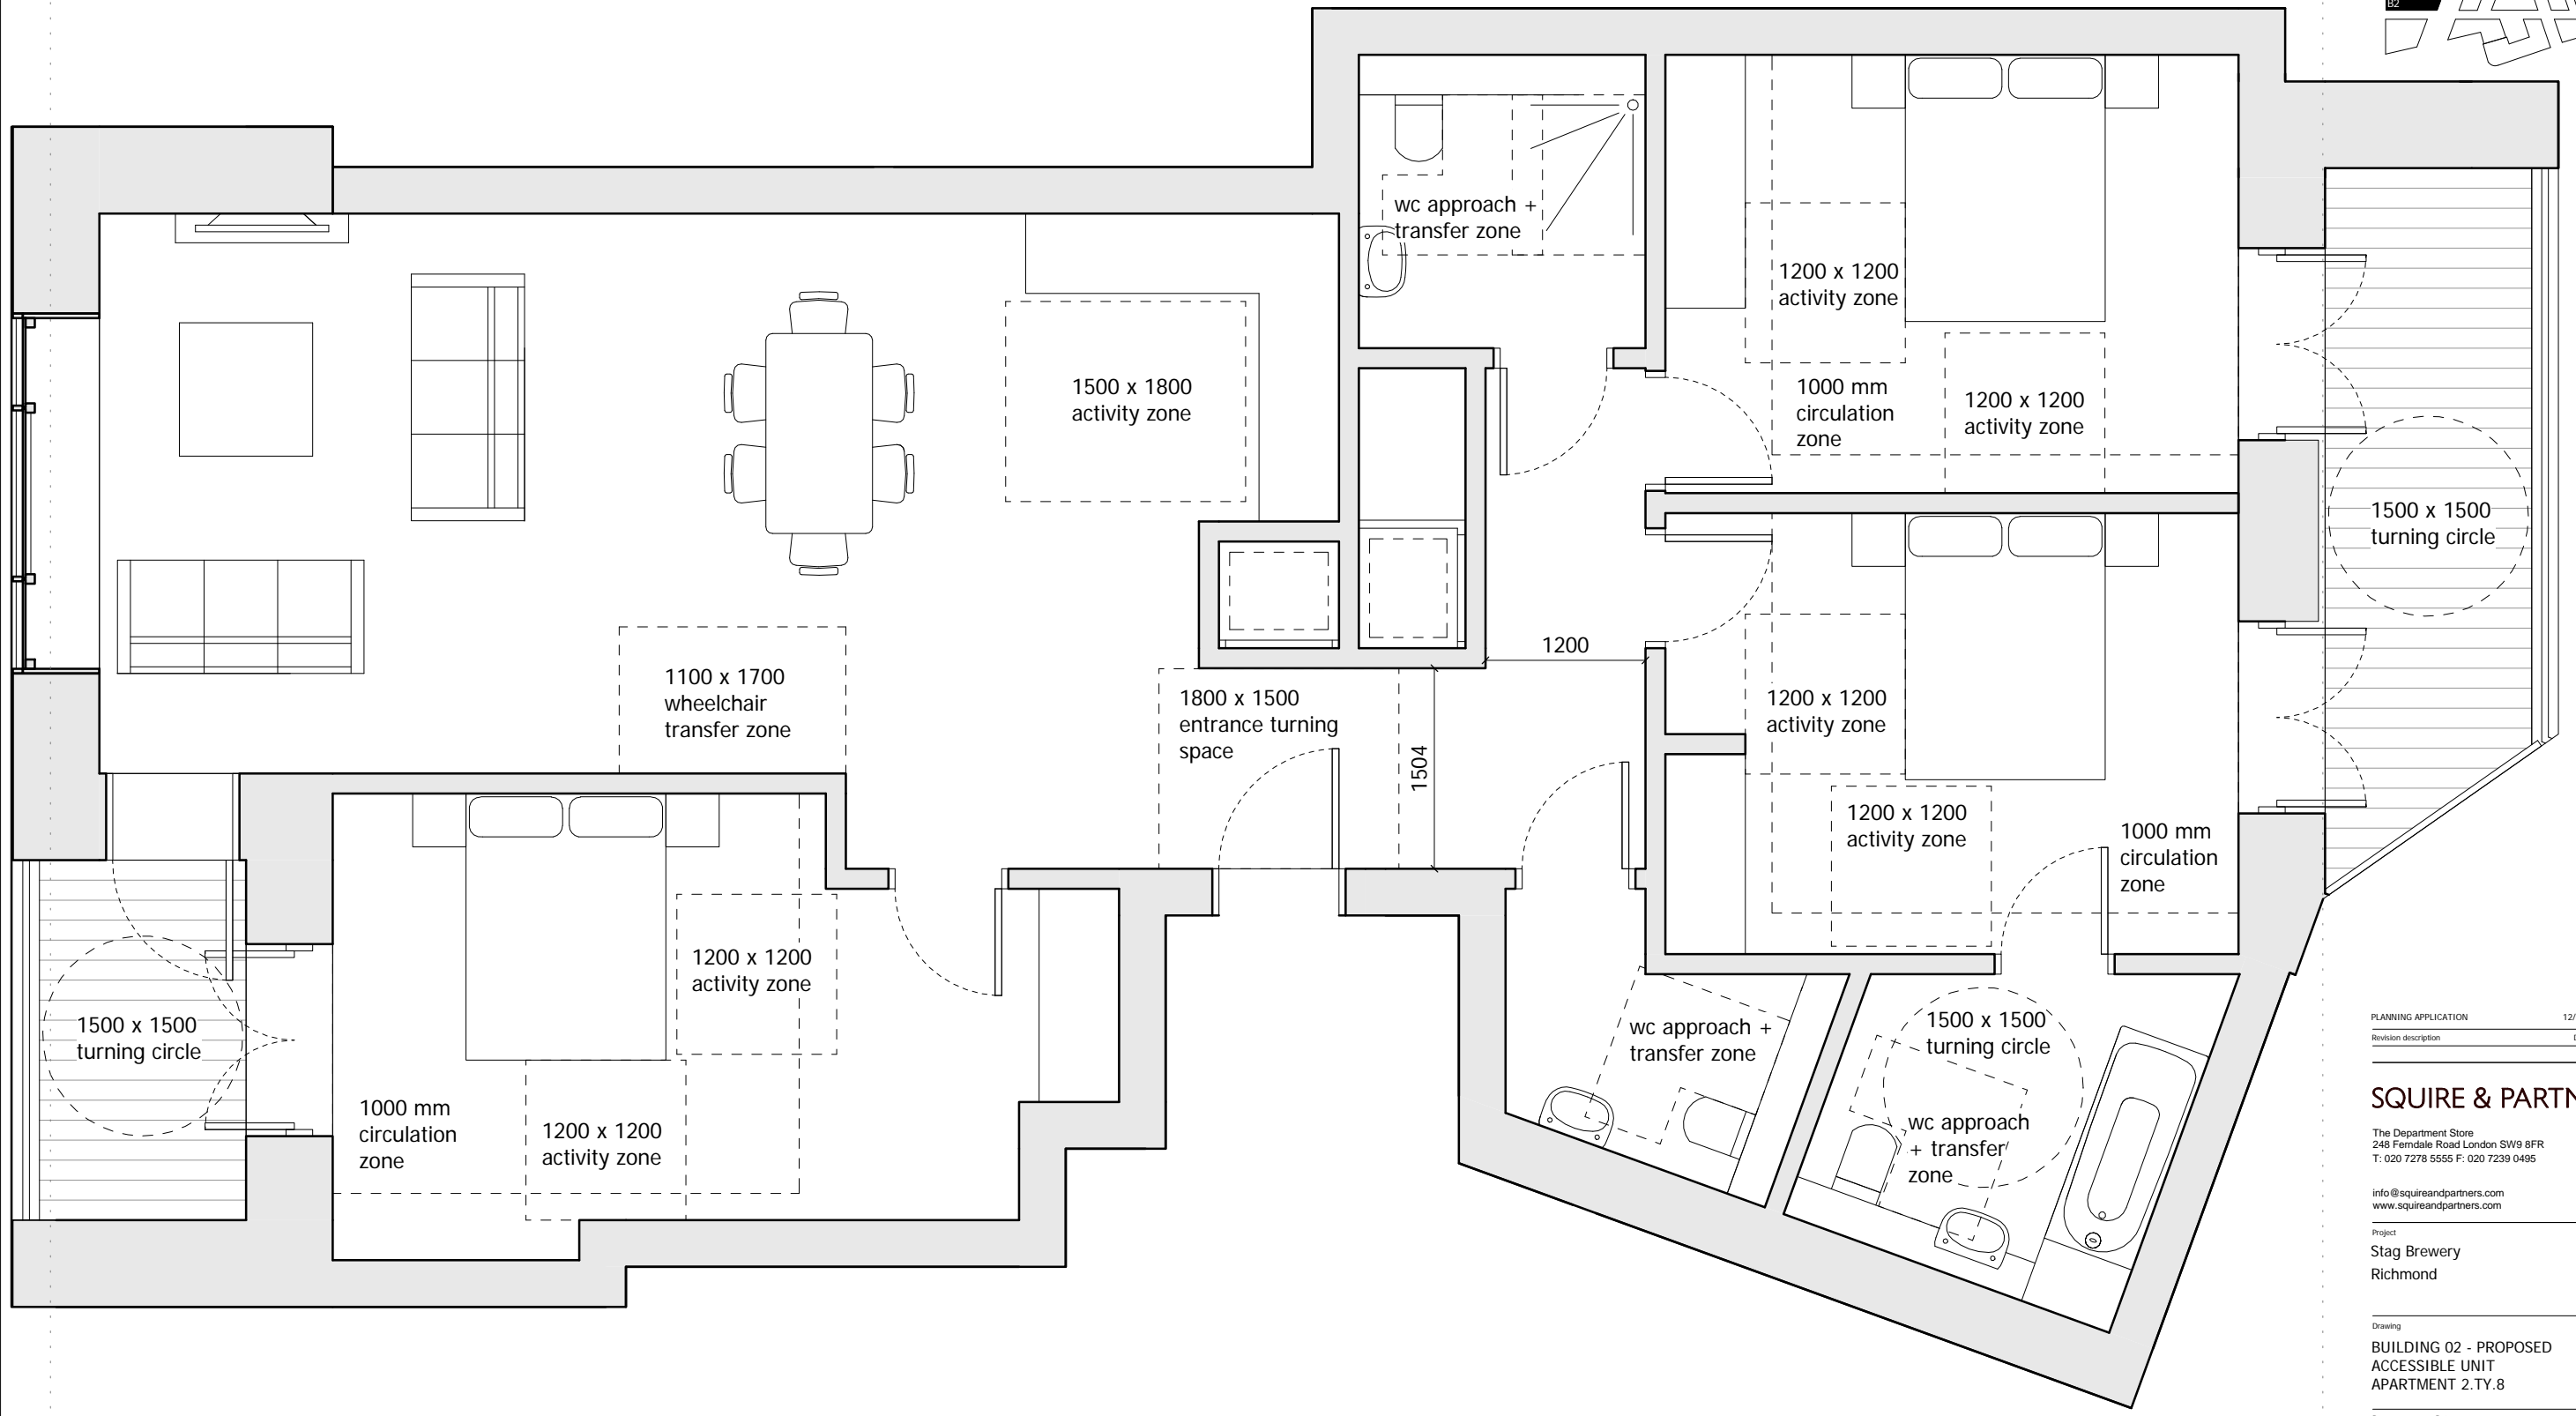 B2
wc approach +
transfer zone
1200 x 1200
activity zone
1500 x 1800
activity zone
1000 mm
circulation
zone
1200 x 1200
activity zone
1500 x 1500
turning circle
1200
1100 x 1700
wheelchair
transfer zone
1800 x 1500
entrance turning
space
1504
1200 x 1200
activity zone
1200 x 1200
activity zone
1000 mm
circulation
zone
1200 x 1200
activity zone
1500 x 1500
turning circle
1000 mm
circulation
zone
1200 x 1200
activity zone
wc approach +
transfer zone
1500 x 1500
turning circle
wc approach
+ transfer
zone
PLANNING APPLICATION 12/
Revision description
SQUIRE & PARTN
The Department Store
248 Ferndale Road London SW9 8FR
T: 020 7278 5555 F: 020 7239 0495
info@squireandpartners.com
www.squireandpartners.com
Project
Stag Brewery
Richmond
Drawing
BUILDING 02 - PROPOSED
ACCESSIBLE UNIT
APARTMENT 2.TY.8